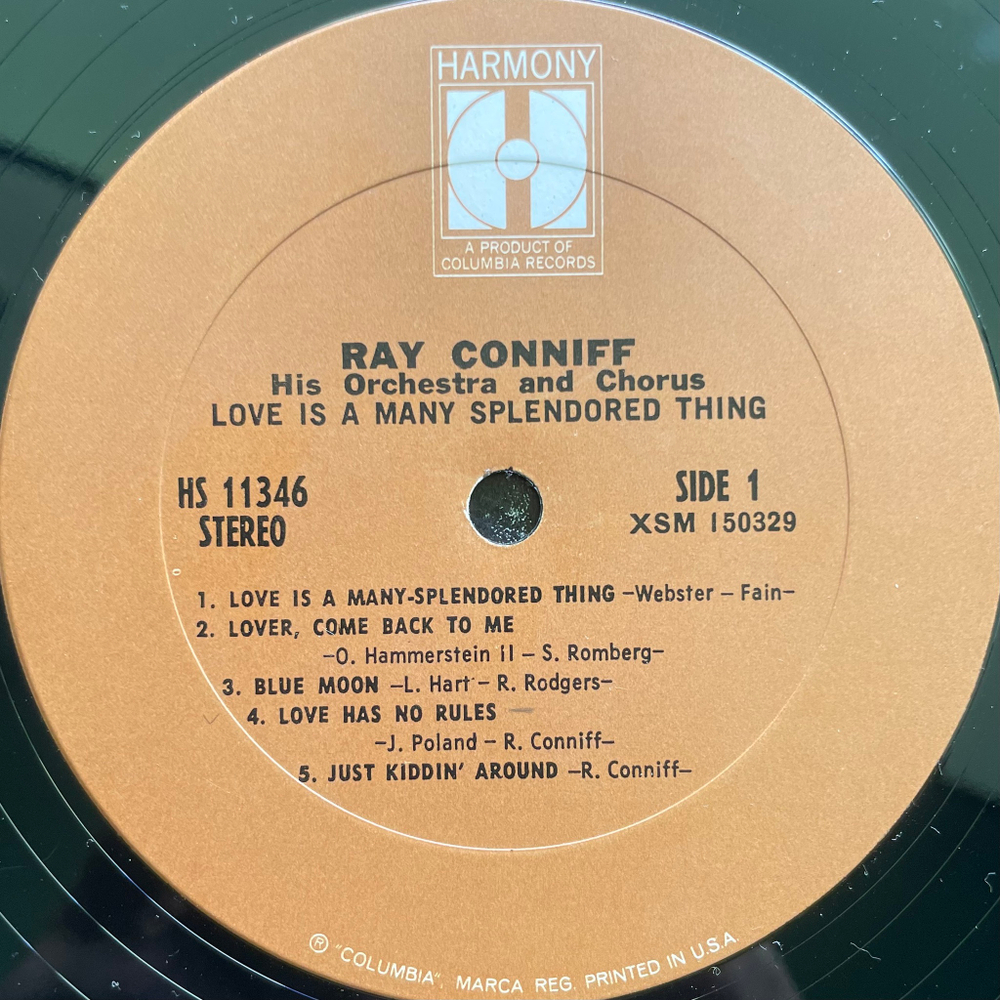 HARMONY
A PRODUCT OF
COLUMBIA RECORDS
RAY CONNIFF
His Orchestra and Chorus
LOVE IS A MANY SPLENDORED THING
HS 11346 SIDE 1
STEREO XSM 150329
1. LOVE IS A MANY-SPLENDORED THING –Webster – Fain–
2. LOVER, COME BACK TO ME
–O. Hammerstein II – S. Romberg–
3. BLUE MOON –L. Hart – R. Rodgers–
4. LOVE HAS NO RULES
–J. Poland – R. Conniff–
5. JUST KIDDIN' AROUND –R. Conniff–
® "COLUMBIA", MARCA REG. PRINTED IN U.S.A.